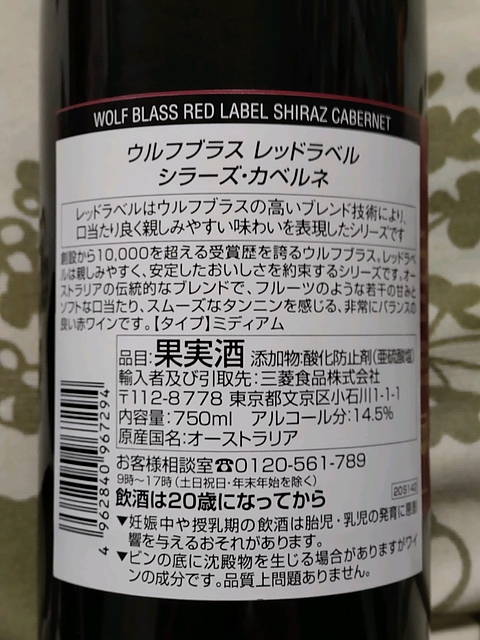 WOLF BLASS RED LABEL SHIRAZ CABERNET
ウルフブラス レッドラベル
シラーズ・カベルネ
レッドラベルはウルフブラスの高いブレンド技術により、
口当たり良く親しみやすい味わいを表現したシリーズです
創設から10,000を超える受賞歴を誇るウルフブラス。レッドラベ
ルは親しみやすく、安定したおいしさを約束するシリーズです。オー
ストラリアの伝統的なブレンドで、フルーツのような若干の甘みと
ソフトな口当たり、スムーズなタンニンを感じる、非常にバランスの
良い赤ワインです。【タイプ】ミディアム
品目:果実酒 添加物:酸化防止剤(亜硫酸塩)
輸入者及び引取先:三菱食品株式会社
〒112-8778 東京都文京区小石川1-1-1
内容量:750ml アルコール分:14.5%
原産国名:オーストラリア
お客様相談室☎0120-561-789
9時〜17時(土日祝日・年末年始を除く)
20S140
飲酒は20歳になってから
▼妊娠中や授乳期の飲酒は胎児・乳児の発育に悪影
響を与えるおそれがあります。
▼ビンの底に沈殿物を生じる場合がありますがワイ
ンの成分です。品質上問題ありません。
4 962840 967294